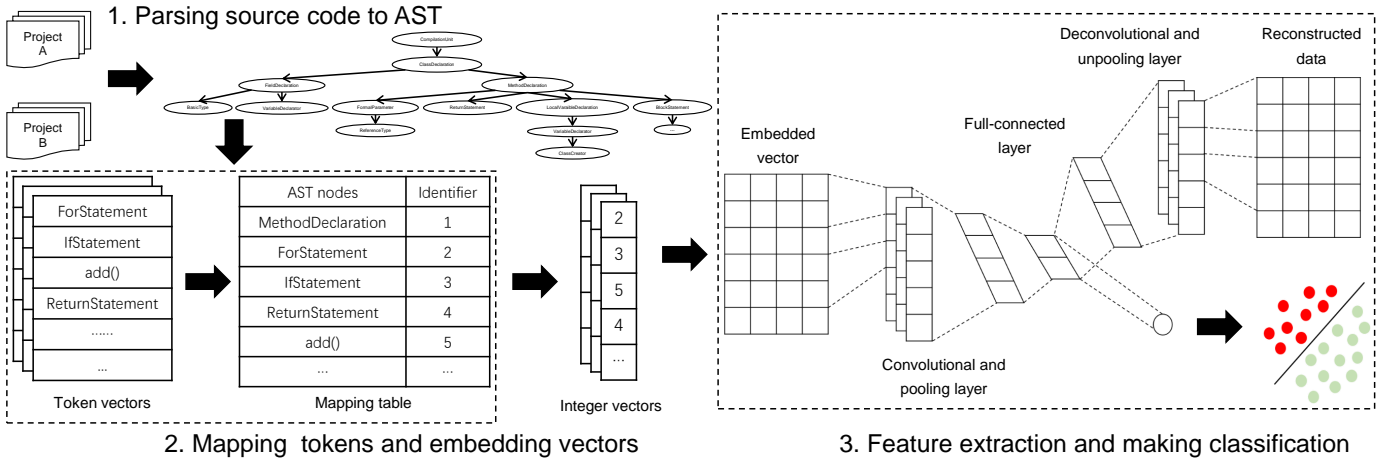 1. Parsing source code to AST
Project
A
Project
B
CompilationUnit
ClassDeclaration
FieldDeclaration
MethodDeclaration
BasicType
VariableDeclarator
FormalParameter
ReturnStatement
LocalVariableDeclaration
BlockStatement
ReferenceType
VariableDeclarator
...
ClassCreator
ForStatement
IfStatement
add()
ReturnStatement
……
...
Token vectors
AST nodes Identifier
MethodDeclaration 1
ForStatement 2
IfStatement 3
ReturnStatement 4
add() 5
... ...
Mapping table
2
3
5
4
...
Integer vectors
2. Mapping tokens and embedding vectors
Embedded
vector
Convolutional and
pooling layer
Full-connected
layer
Deconvolutional and
unpooling layer
Reconstructed
data
3. Feature extraction and making classification